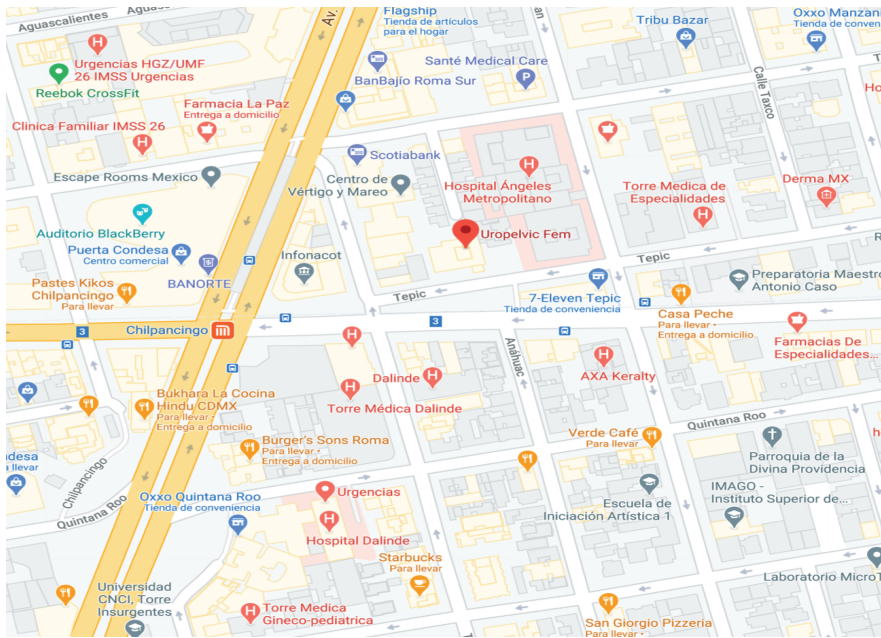 Aguascalientes
Aguascalientes
Av.
Flagship
Tienda de artículos
para el hogar
Tribu Bazar
Oxxo Manzani
Tienda de conven
Urgencias HGZ/UMF
26 IMSS Urgencias
Reebok CrossFit
BanBajío Roma Sur
Santé Medical Care
P
Calle Taxco
Ho
Farmacia La Paz
Entrega a domicilio
Clínica Familiar IMSS 26
Scotiabank
Escape Rooms Mexico
Centro de
Vértigo y Mareo
Hospital Ángeles
Metropolitano
Torre Medica de
Especialidades
Derma MX
Auditorio BlackBerry
Uropelvic Fem
Puerta Condesa
Centro comercial
Infonacot
BANORTE
Tepic
R
Pastes Kikos
Chilpancingo
Para llevar
Tepic
7-Eleven Tepic
Tienda de conveniencia
Preparatoria Maestro
Antonio Caso
Casa Peche
Para llevar •
Entrega a domicilio
3
Chilpancingo
3
Farmacias De
Especialidades...
Anáhuac
Dalinde
AXA Keralty
Torre Médica Dalinde
Bukhara La Cocina
Hindu CDMX
Para llevar •
Entrega a domicilio
Quintana Roo
Burger's Sons Roma
Para llevar •
Entrega a domicilio
Verde Café
Para llevar
Parroquia de la
Divina Providencia
h
desa
a llevar
Chilpancingo
Quintana Roo
Oxxo Quintana Roo
Tienda de conveniencia
Urgencias
Escuela de
Iniciación Artística 1
IMAGO -
Instituto Superior de...
Hospital Dalinde
Starbucks
Para llevar
Laboratorio MicroT
Universidad
CNCI, Torre
Insurgentes
Torre Medica
Gineco-pediatrica
San Giorgio Pizzeria
Para llevar •